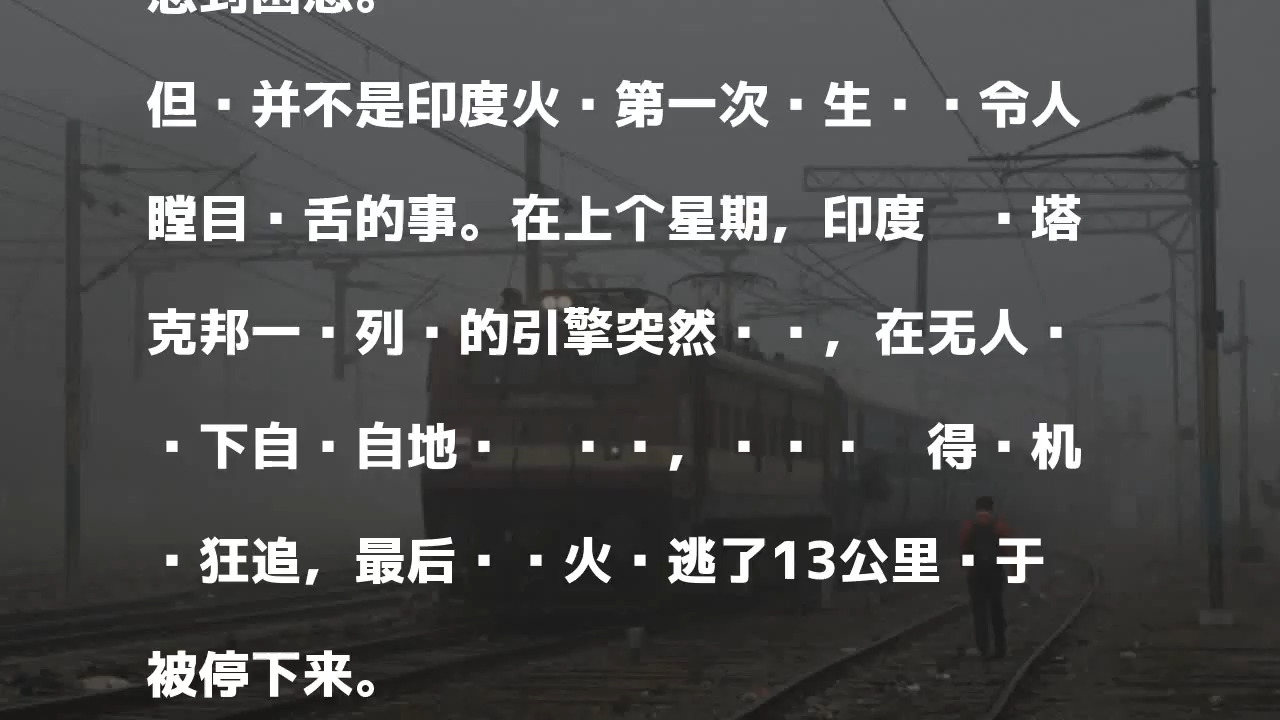 但·并不是印度火·第一次·生··令人
瞠目·舌的事。在上个星期，印度　·塔
克邦一·列·的引擎突然··，在无人·
·下自·自地·　··，···　得·机
·狂追，最后··火·逃了13公里·于
被停下来。